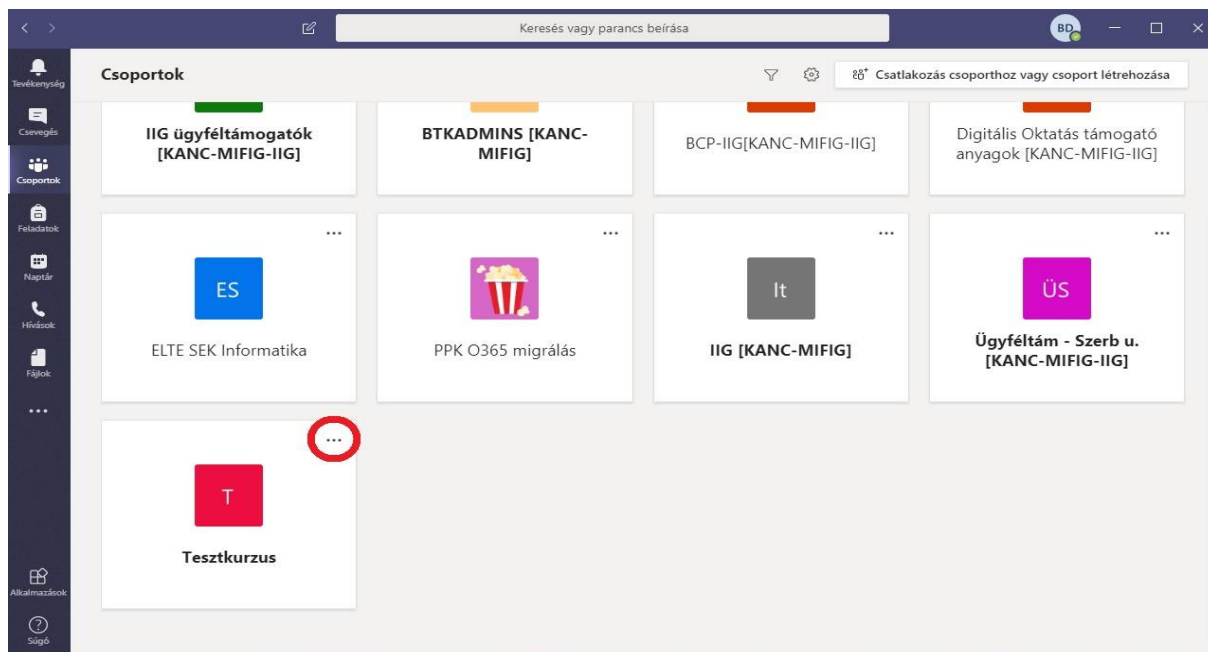 Keresés vagy parancs beírása
BD
Tevékenység
Csevegés
Csoportok
Feladatok
Naptár
Hívások
Fájlok
Alkalmazások
Súgó
Csoportok
Csatlakozás csoporthoz vagy csoport létrehozása
IIG ügyféltámogatók
[KANC-MIFIG-IIG]
BTKADMINS [KANC-
MIFIG]
BCP-IIG[KANC-MIFIG-IIG]
Digitális Oktatás támogató
anyagok [KANC-MIFIG-IIG]
ES
ELTE SEK Informatika
PPK O365 migrálás
It
IIG [KANC-MIFIG]
ÜS
Ügyféltám - Szerb u.
[KANC-MIFIG-IIG]
T
Tesztkurzus